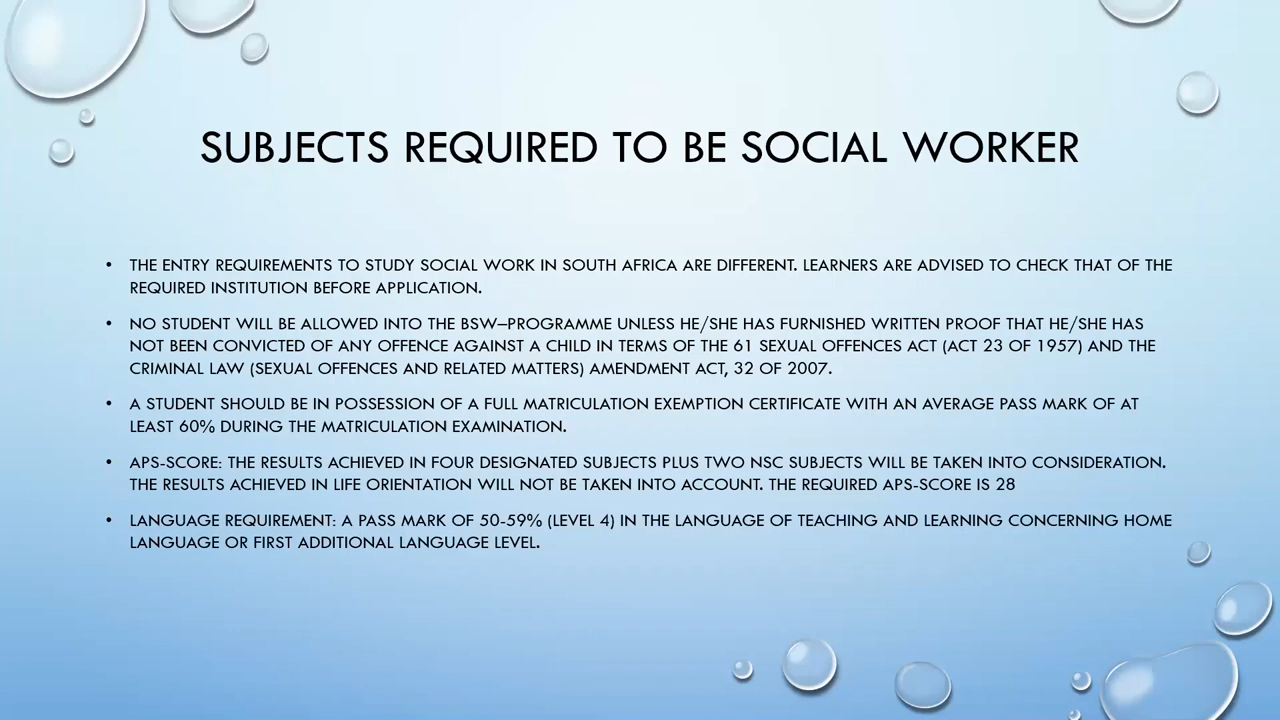 SUBJECTS REQUIRED TO BE SOCIAL WORKER
• THE ENTRY REQUIREMENTS TO STUDY SOCIAL WORK IN SOUTH AFRICA ARE DIFFERENT. LEARNERS ARE ADVISED TO CHECK THAT OF THE
REQUIRED INSTITUTION BEFORE APPLICATION.
• NO STUDENT WILL BE ALLOWED INTO THE BSW–PROGRAMME UNLESS HE/SHE HAS FURNISHED WRITTEN PROOF THAT HE/SHE HAS
NOT BEEN CONVICTED OF ANY OFFENCE AGAINST A CHILD IN TERMS OF THE 61 SEXUAL OFFENCES ACT (ACT 23 OF 1957) AND THE
CRIMINAL LAW (SEXUAL OFFENCES AND RELATED MATTERS) AMENDMENT ACT, 32 OF 2007.
• A STUDENT SHOULD BE IN POSSESSION OF A FULL MATRICULATION EXEMPTION CERTIFICATE WITH AN AVERAGE PASS MARK OF AT
LEAST 60% DURING THE MATRICULATION EXAMINATION.
• APS-SCORE: THE RESULTS ACHIEVED IN FOUR DESIGNATED SUBJECTS PLUS TWO NSC SUBJECTS WILL BE TAKEN INTO CONSIDERATION.
THE RESULTS ACHIEVED IN LIFE ORIENTATION WILL NOT BE TAKEN INTO ACCOUNT. THE REQUIRED APS-SCORE IS 28
• LANGUAGE REQUIREMENT: A PASS MARK OF 50-59% (LEVEL 4) IN THE LANGUAGE OF TEACHING AND LEARNING CONCERNING HOME
LANGUAGE OR FIRST ADDITIONAL LANGUAGE LEVEL.